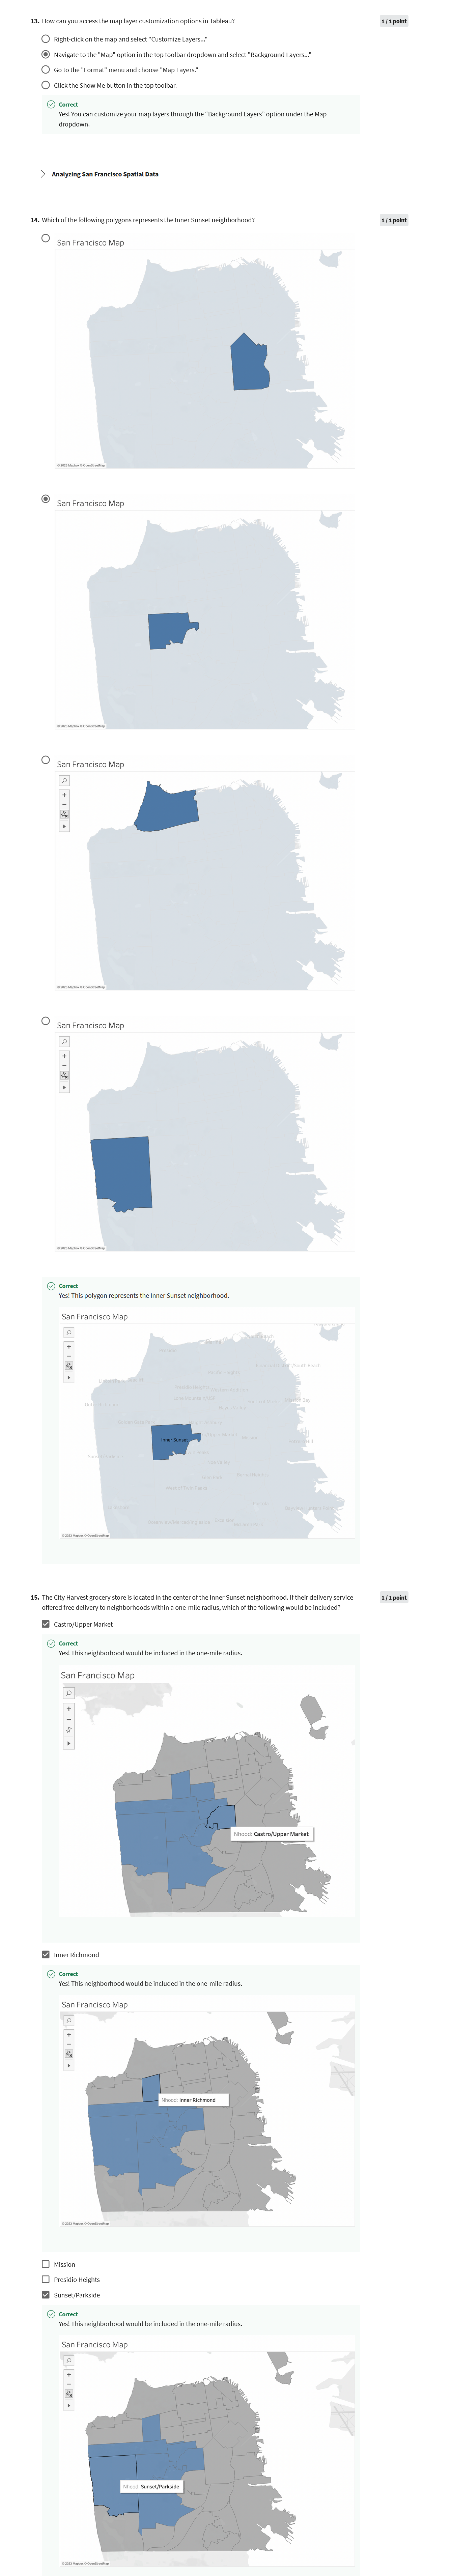 13. How can you access the map layer customization options in Tableau?
1 / 1 point
Right-click on the map and select "Customize Layers..."
Navigate to the "Map" option in the top toolbar dropdown and select "Background Layers..."
Go to the "Format" menu and choose "Map Layers."
Click the Show Me button in the top toolbar.
Correct
Yes! You can customize your map layers through the "Background Layers" option under the Map
dropdown.
Analyzing San Francisco Spatial Data
14. Which of the following polygons represents the Inner Sunset neighborhood?
1 / 1 point
San Francisco Map
© 2023 Mapbox © OpenStreetMap
San Francisco Map
© 2023 Mapbox © OpenStreetMap
San Francisco Map
© 2023 Mapbox © OpenStreetMap
San Francisco Map
© 2023 Mapbox © OpenStreetMap
Correct
Yes! This polygon represents the Inner Sunset neighborhood.
San Francisco Map
Inner Sunset
© 2023 Mapbox © OpenStreetMap
15. The City Harvest grocery store is located in the center of the Inner Sunset neighborhood. If their delivery service
offered free delivery to neighborhoods within a one-mile radius, which of the following would be included?
1 / 1 point
Castro/Upper Market
Correct
Yes! This neighborhood would be included in the one-mile radius.
San Francisco Map
Nhood: Castro/Upper Market
Inner Richmond
Correct
Yes! This neighborhood would be included in the one-mile radius.
San Francisco Map
Nhood: Inner Richmond
© 2023 Mapbox © OpenStreetMap
Mission
Presidio Heights
Sunset/Parkside
Correct
Yes! This neighborhood would be included in the one-mile radius.
San Francisco Map
Nhood: Sunset/Parkside
© 2023 Mapbox © OpenStreetMap